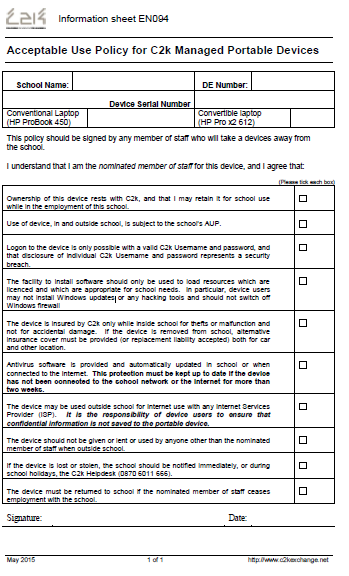 C2k Information sheet EN094
Acceptable Use Policy for C2k Managed Portable Devices
School Name: DE Number:
Device Serial Number
Conventional Laptop Convertible laptop
(HP ProBook 450) (HP Pro x2 612)
This policy should be signed by any member of staff who will take a devices away from
the school.
I understand that I am the nominated member of staff for this device, and I agree that:
(Please tick each box)
Ownership of this device rests with C2k, and that I may retain it for school use
while in the employment of this school.
Use of device, in and outside school, is subject to the school's AUP.
Logon to the device is only possible with a valid C2k Username and password, and
that disclosure of individual C2k Username and password represents a security
breach.
The facility to install software should only be used to load resources which are
licenced and which are appropriate for school needs. In particular, device users
may not install Windows updates or any hacking tools and should not switch off
Windows firewall
The device is insured by C2k only while inside school for thefts or malfunction and
not for accidental damage. If the device is removed from school, alternative
insurance cover must be provided (or replacement liability accepted) both for car
and other location.
Antivirus software is provided and automatically updated in school or when
connected to the internet. This protection must be kept up to date if the device
has not been connected to the school network or the internet for more than
two weeks.
The device may be used outside school for internet use with any Internet Services
Provider (ISP). It is the responsibility of device users to ensure that
confidential information is not saved to the portable device.
The device should not be given or lent or used by anyone other than the nominated
member of staff when outside school.
If the device is lost or stolen, the school should be notified immediately, or during
school holidays, the C2k Helpdesk (0870 6011 666).
The device must be returned to school if the nominated member of staff ceases
employment with the school.
Signature: Date:
May 2015 1 of 1 http://www.c2kexchange.net